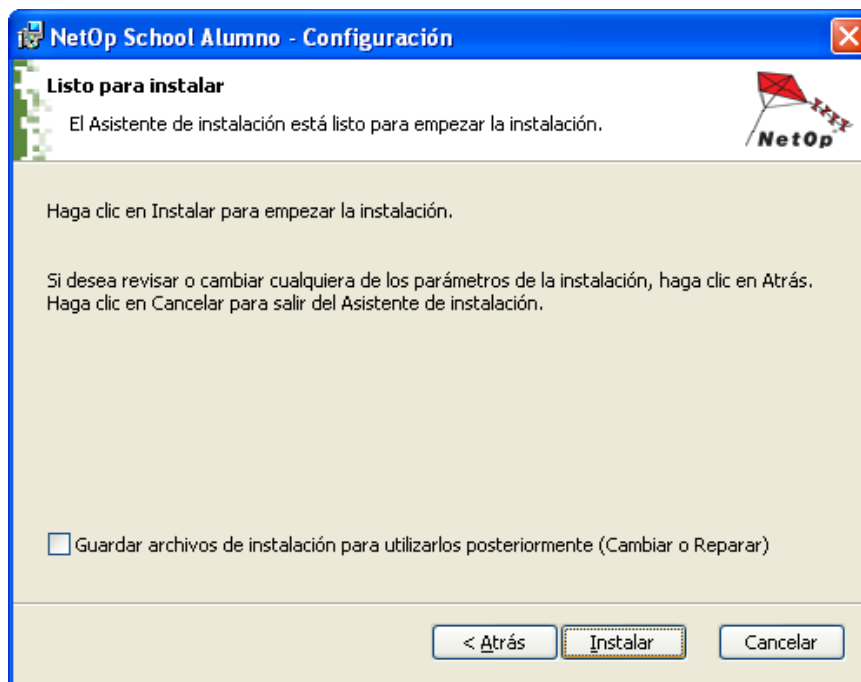 NetOp School Alumno - Configuración
Listo para instalar
El Asistente de instalación está listo para empezar la instalación.
NetOp
Haga clic en Instalar para empezar la instalación.
Si desea revisar o cambiar cualquiera de los parámetros de la instalación, haga clic en Atrás.
Haga clic en Cancelar para salir del Asistente de instalación.
Guardar archivos de instalación para utilizarlos posteriormente (Cambiar o Reparar)
< Atrás
Instalar
Cancelar